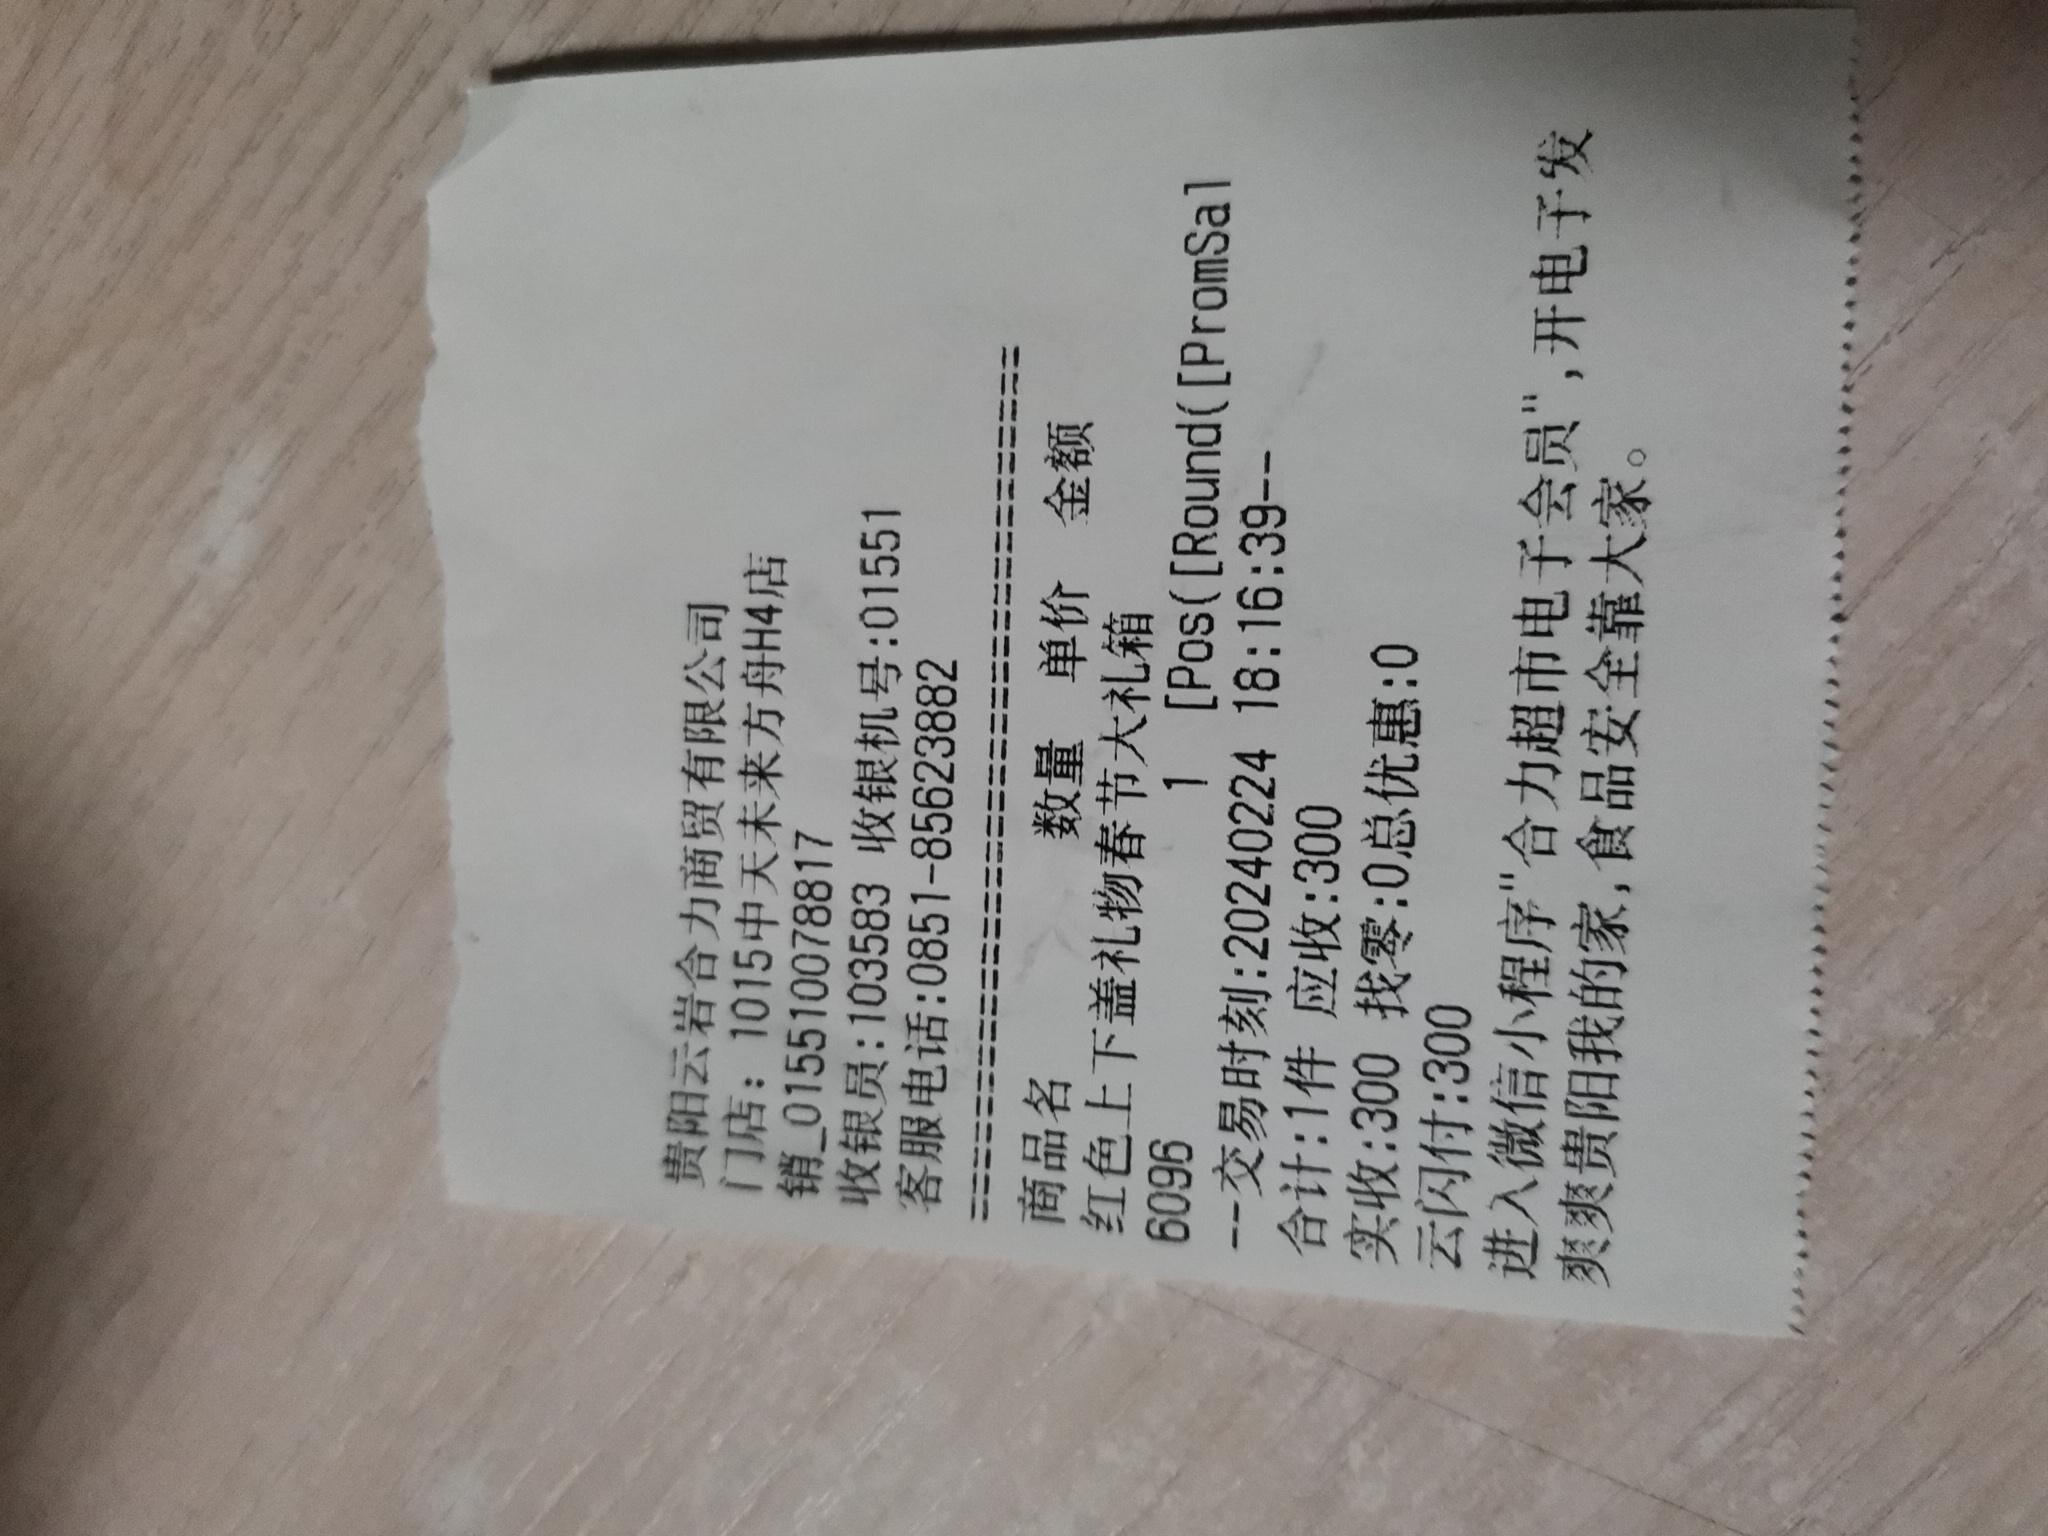 贵阳云岩合力商贸有限公司
门店: 1015中天未来方舟H4店
销_015510078817
收银员:103583 收银机号:01551
客服电话:0851-85623882
========================================
商品名 数量 单价 金额
红色上下盖礼物春节大礼箱
6096 1 [Pos([Round([PromSal
--交易时刻:20240224 18:16:39--
合计:1件 应收:300
实收:300 找零:0总优惠:0
云闪付:300
进入微信小程序"合力超市电子会员",开电子发
爽爽贵阳我的家,食品安全靠大家。